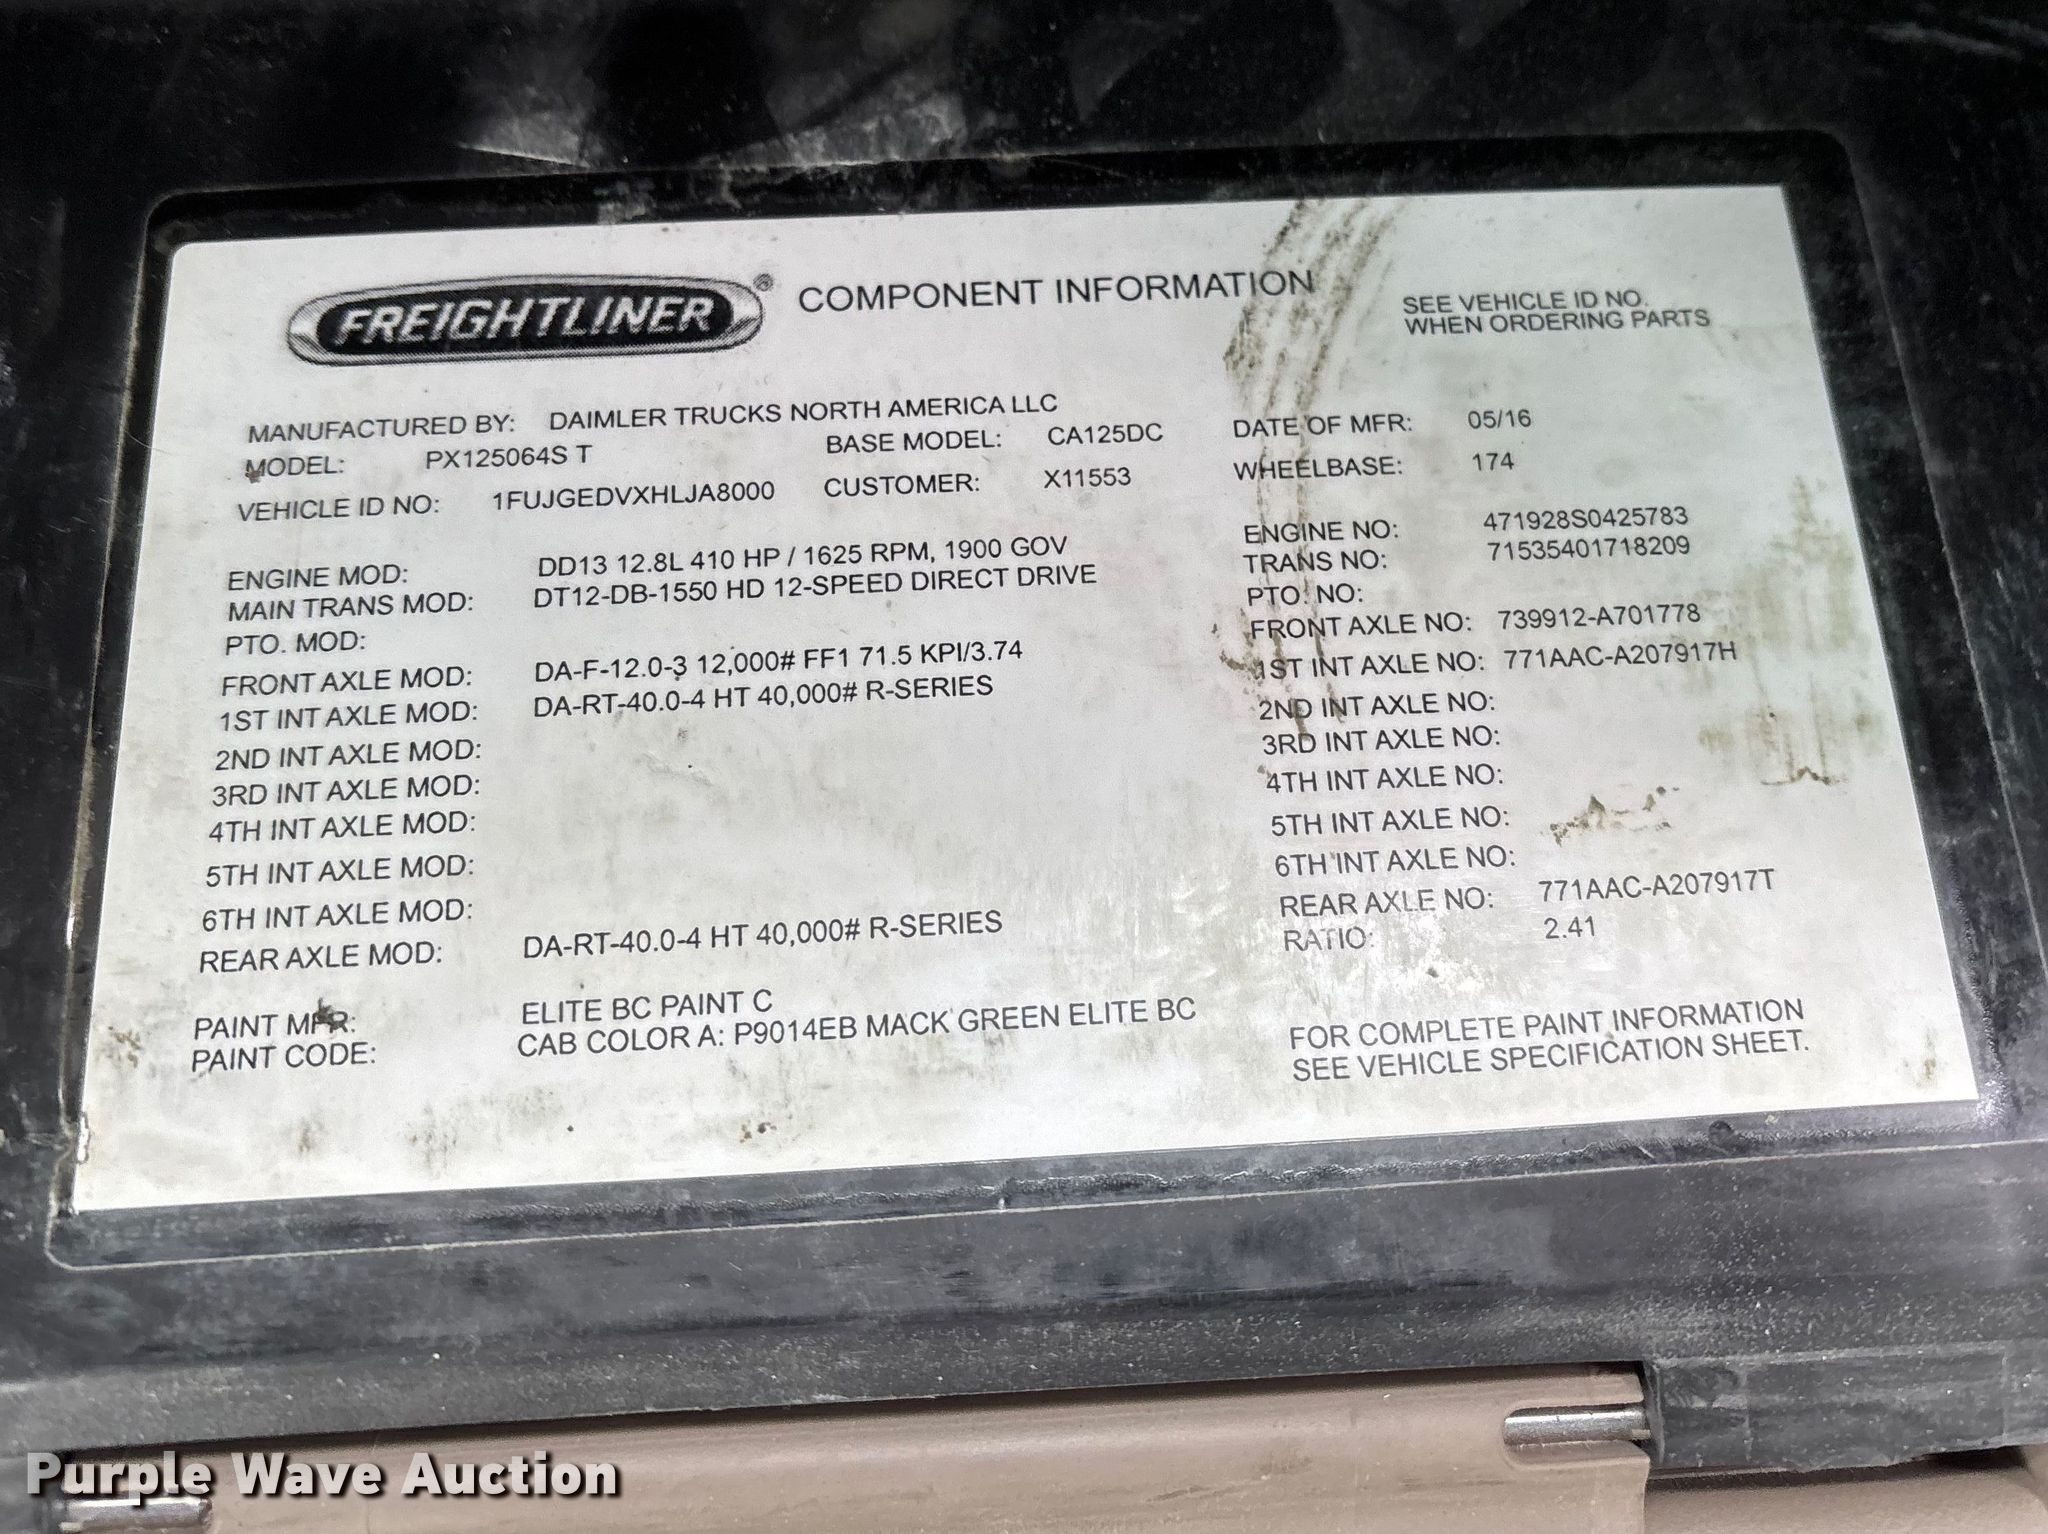 FREIGHTLINER® COMPONENT INFORMATION
SEE VEHICLE ID NO.
WHEN ORDERING PARTS
MANUFACTURED BY: DAIMLER TRUCKS NORTH AMERICA LLC
MODEL: PX125064S T BASE MODEL: CA125DC DATE OF MFR: 05/16
VEHICLE ID NO: 1FUJGEDVXHLJA8000 CUSTOMER: X11553 WHEELBASE: 174
ENGINE MOD: DD13 12.8L 410 HP / 1625 RPM, 1900 GOV ENGINE NO: 471928S0425783
MAIN TRANS MOD: DT12-DB-1550 HD 12-SPEED DIRECT DRIVE TRANS NO: 71535401718209
PTO. MOD: PTO. NO:
FRONT AXLE MOD: DA-F-12.0-3 12,000# FF1 71.5 KPI/3.74 FRONT AXLE NO: 739912-A701778
1ST INT AXLE MOD: DA-RT-40.0-4 HT 40,000# R-SERIES 1ST INT AXLE NO: 771AAC-A207917H
2ND INT AXLE MOD: 2ND INT AXLE NO:
3RD INT AXLE MOD: 3RD INT AXLE NO:
4TH INT AXLE MOD: 4TH INT AXLE NO:
5TH INT AXLE MOD: 5TH INT AXLE NO:
6TH INT AXLE MOD: 6TH INT AXLE NO:
REAR AXLE MOD: DA-RT-40.0-4 HT 40,000# R-SERIES REAR AXLE NO: 771AAC-A207917T
RATIO: 2.41
PAINT MFR: ELITE BC PAINT C
PAINT CODE: CAB COLOR A: P9014EB MACK GREEN ELITE BC
FOR COMPLETE PAINT INFORMATION
SEE VEHICLE SPECIFICATION SHEET.
Purple Wave Auction